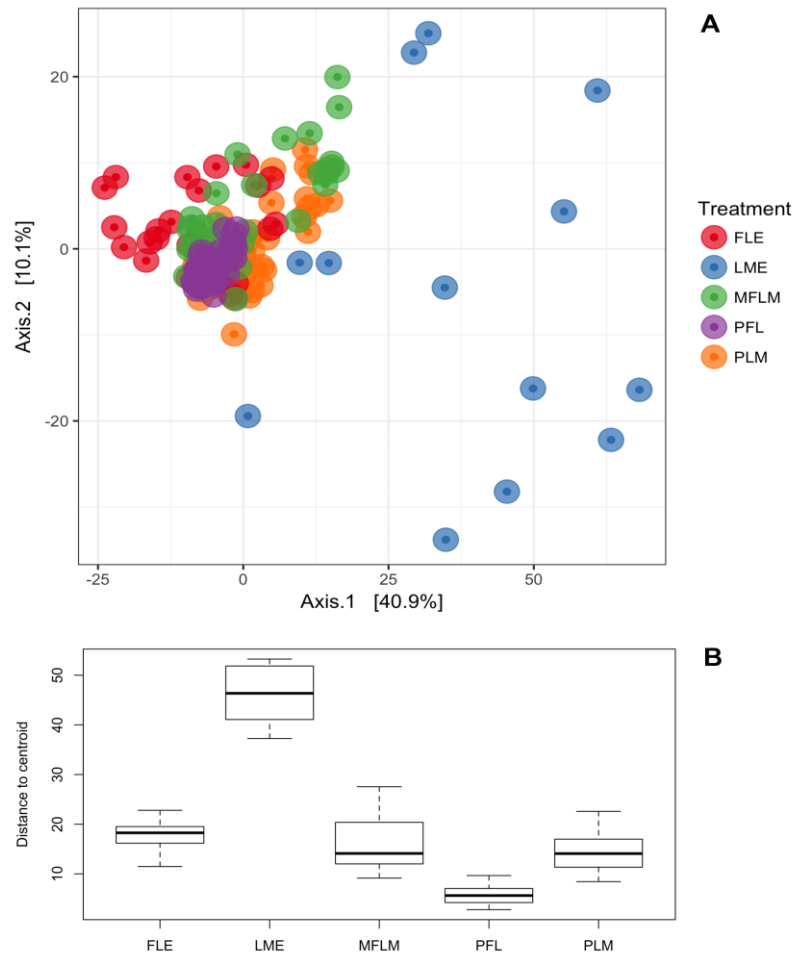 A
20
0
-20
Axis.2 [10.1%]
-25 0 25 50
Axis.1 [40.9%]
Treatment
FLE
LME
MFLM
PFL
PLM
B
50
40
30
20
10
Distance to centroid
FLE LME MFLM PFL PLM